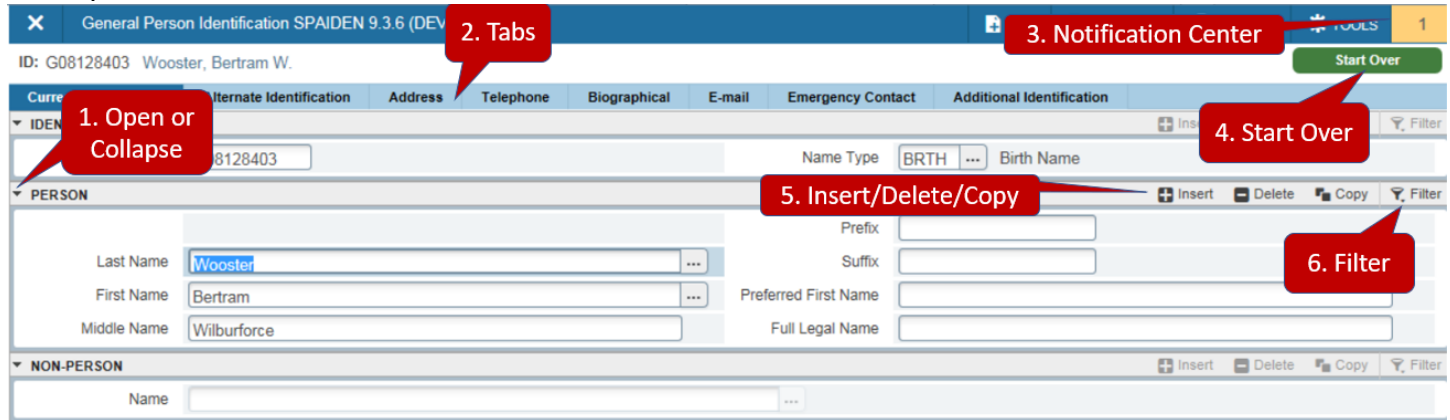 General Person Identification SPAIDEN 9.3.6 (DEV
2. Tabs
3. Notification Center
TOOLS
1
ID: G08128403 Wooster, Bertram W.
Start Over
Alternate Identification Address Telephone Biographical E-mail Emergency Contact Additional Identification
1. Open or
Collapse
4. Start Over
Filter
08128403
Name Type BRTH ... Birth Name
PERSON
5. Insert/Delete/Copy
Insert Delete Copy Filter
Prefix
Last Name Wooster ... Suffix
6. Filter
First Name Bertram ... Preferred First Name
Middle Name Wilburforce Full Legal Name
NON-PERSON Insert Delete Copy Filter
Name ...